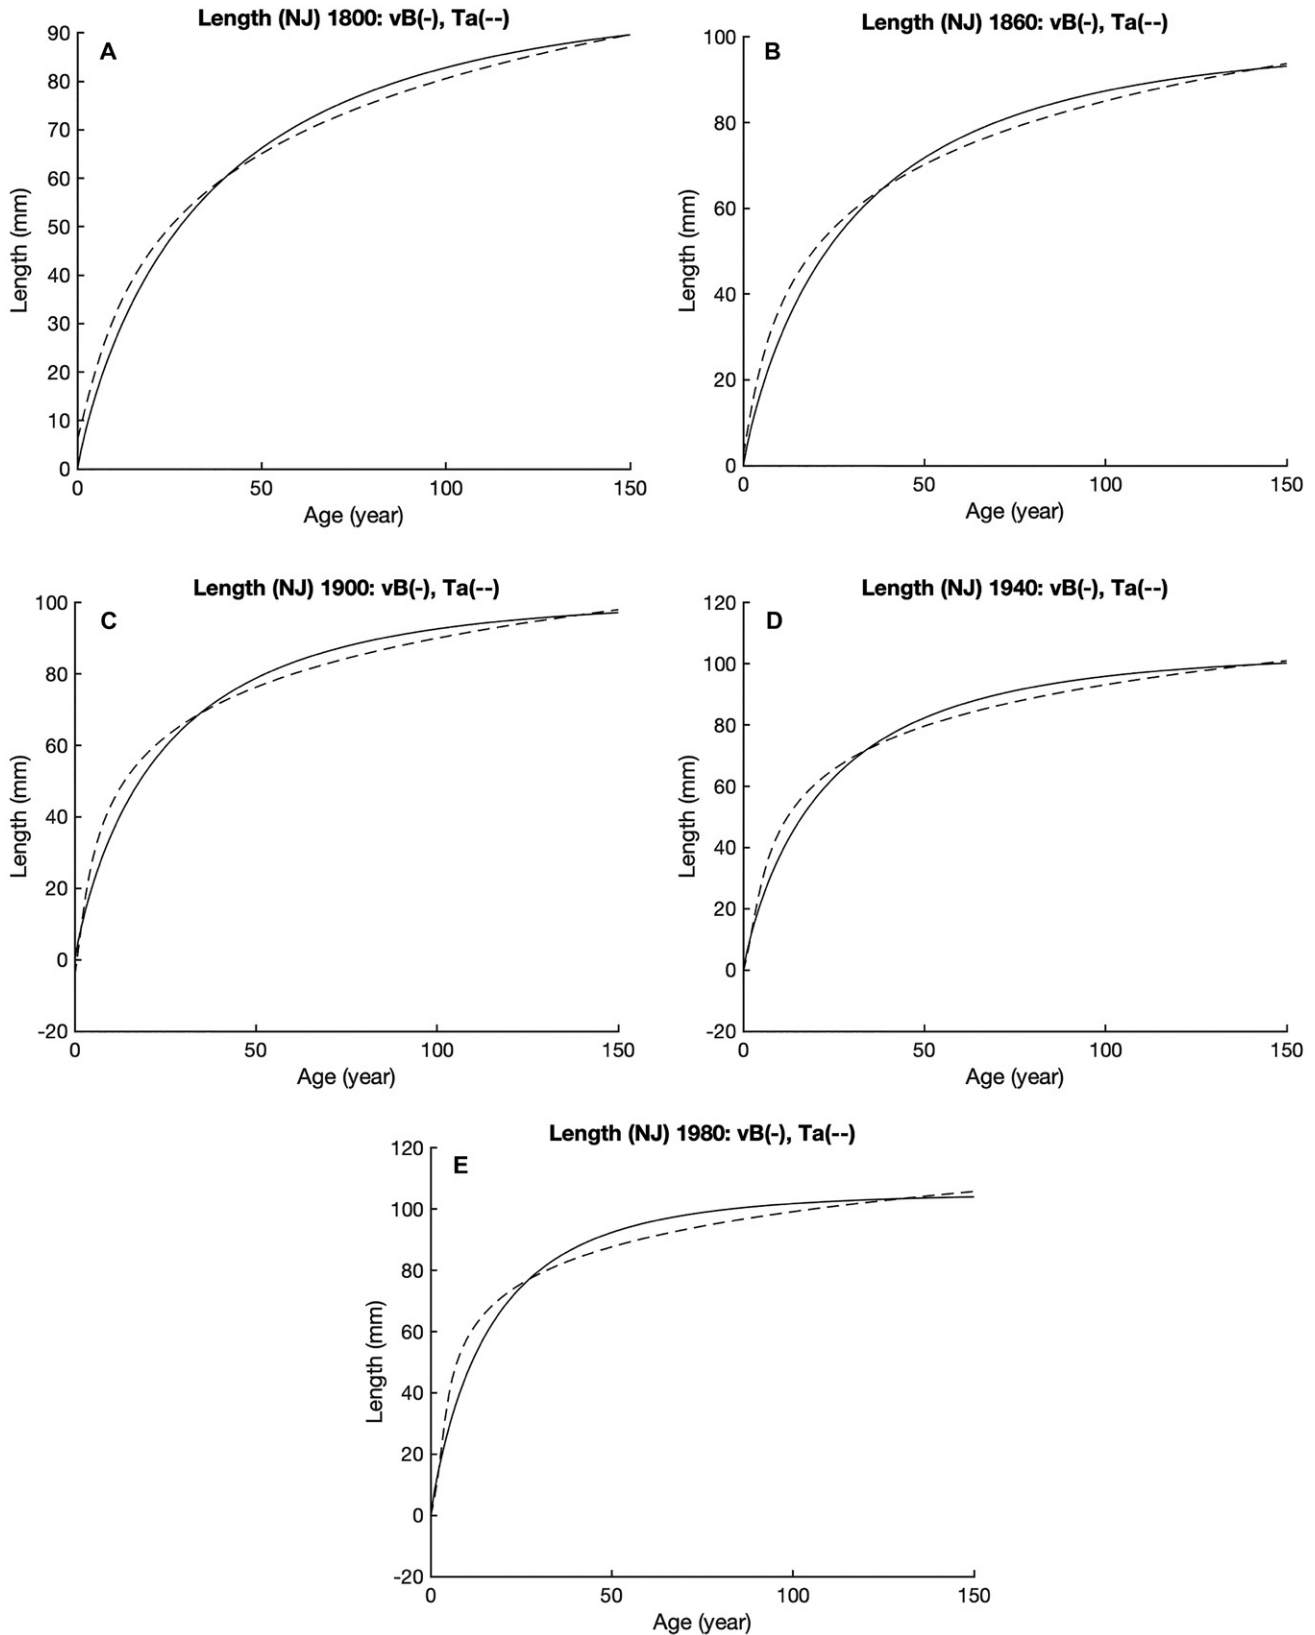 Length (NJ) 1800: vB(-), Ta(--)
A
90
80
70
60
50
40
30
20
10
0
Length (mm)
0 50 100 150
Age (year)
Length (NJ) 1860: vB(-), Ta(--)
B
100
80
60
40
20
0
Length (mm)
0 50 100 150
Age (year)
Length (NJ) 1900: vB(-), Ta(--)
C
100
80
60
40
20
0
-20
Length (mm)
0 50 100 150
Age (year)
Length (NJ) 1940: vB(-), Ta(--)
D
120
100
80
60
40
20
0
-20
Length (mm)
0 50 100 150
Age (year)
Length (NJ) 1980: vB(-), Ta(--)
E
120
100
80
60
40
20
0
-20
Length (mm)
0 50 100 150
Age (year)